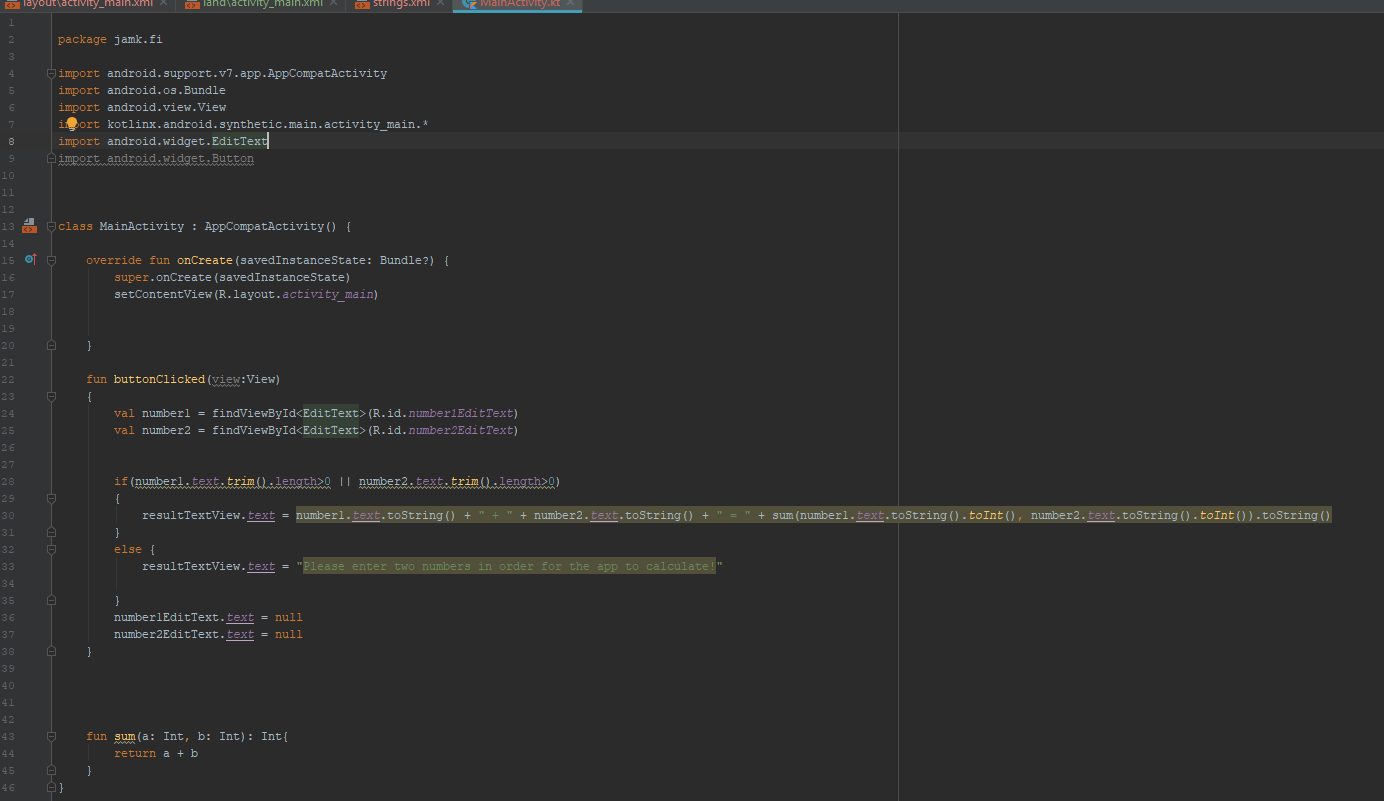 layout\activity_main.xml land\activity_main.xml strings.xml MainActivity.kt
1
2 package jamk.fi
3
4 import android.support.v7.app.AppCompatActivity
5 import android.os.Bundle
6 import android.view.View
7 import kotlinx.android.synthetic.main.activity_main.*
8 import android.widget.EditText
9 import android.widget.Button
10
11
12
13 class MainActivity : AppCompatActivity() {
14
15 override fun onCreate(savedInstanceState: Bundle?) {
16 super.onCreate(savedInstanceState)
17 setContentView(R.layout.activity_main)
18
19
20 }
21
22 fun buttonClicked(view:View)
23 {
24 val number1 = findViewById<EditText>(R.id.number1EditText)
25 val number2 = findViewById<EditText>(R.id.number2EditText)
26
27
28 if(number1.text.trim().length>0 || number2.text.trim().length>0)
29 {
30 resultTextView.text = number1.text.toString() + " + " + number2.text.toString() + " = " + sum(number1.text.toString().toInt(), number2.text.toString().toInt()).toString()
31 }
32 else {
33 resultTextView.text = "Please enter two numbers in order for the app to calculate!"
34
35 }
36 number1EditText.text = null
37 number2EditText.text = null
38 }
39
40
41
42
43 fun sum(a: Int, b: Int): Int{
44 return a + b
45 }
46 }